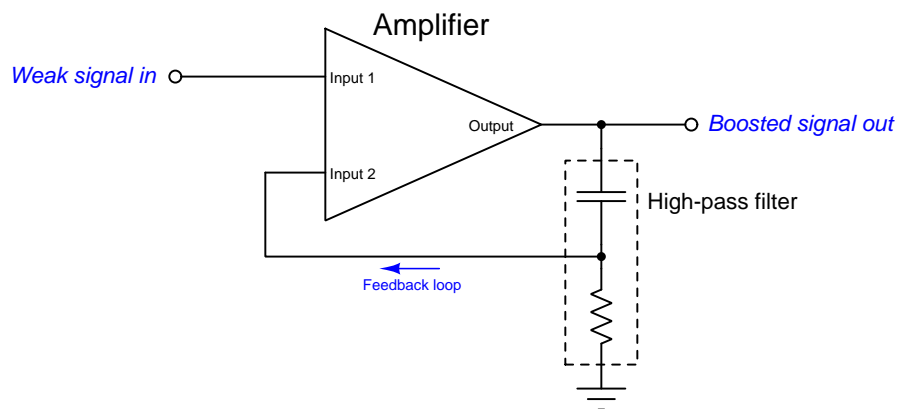 Amplifier
Weak signal in
Input 1
Output
Boosted signal out
Input 2
High-pass filter
Feedback loop